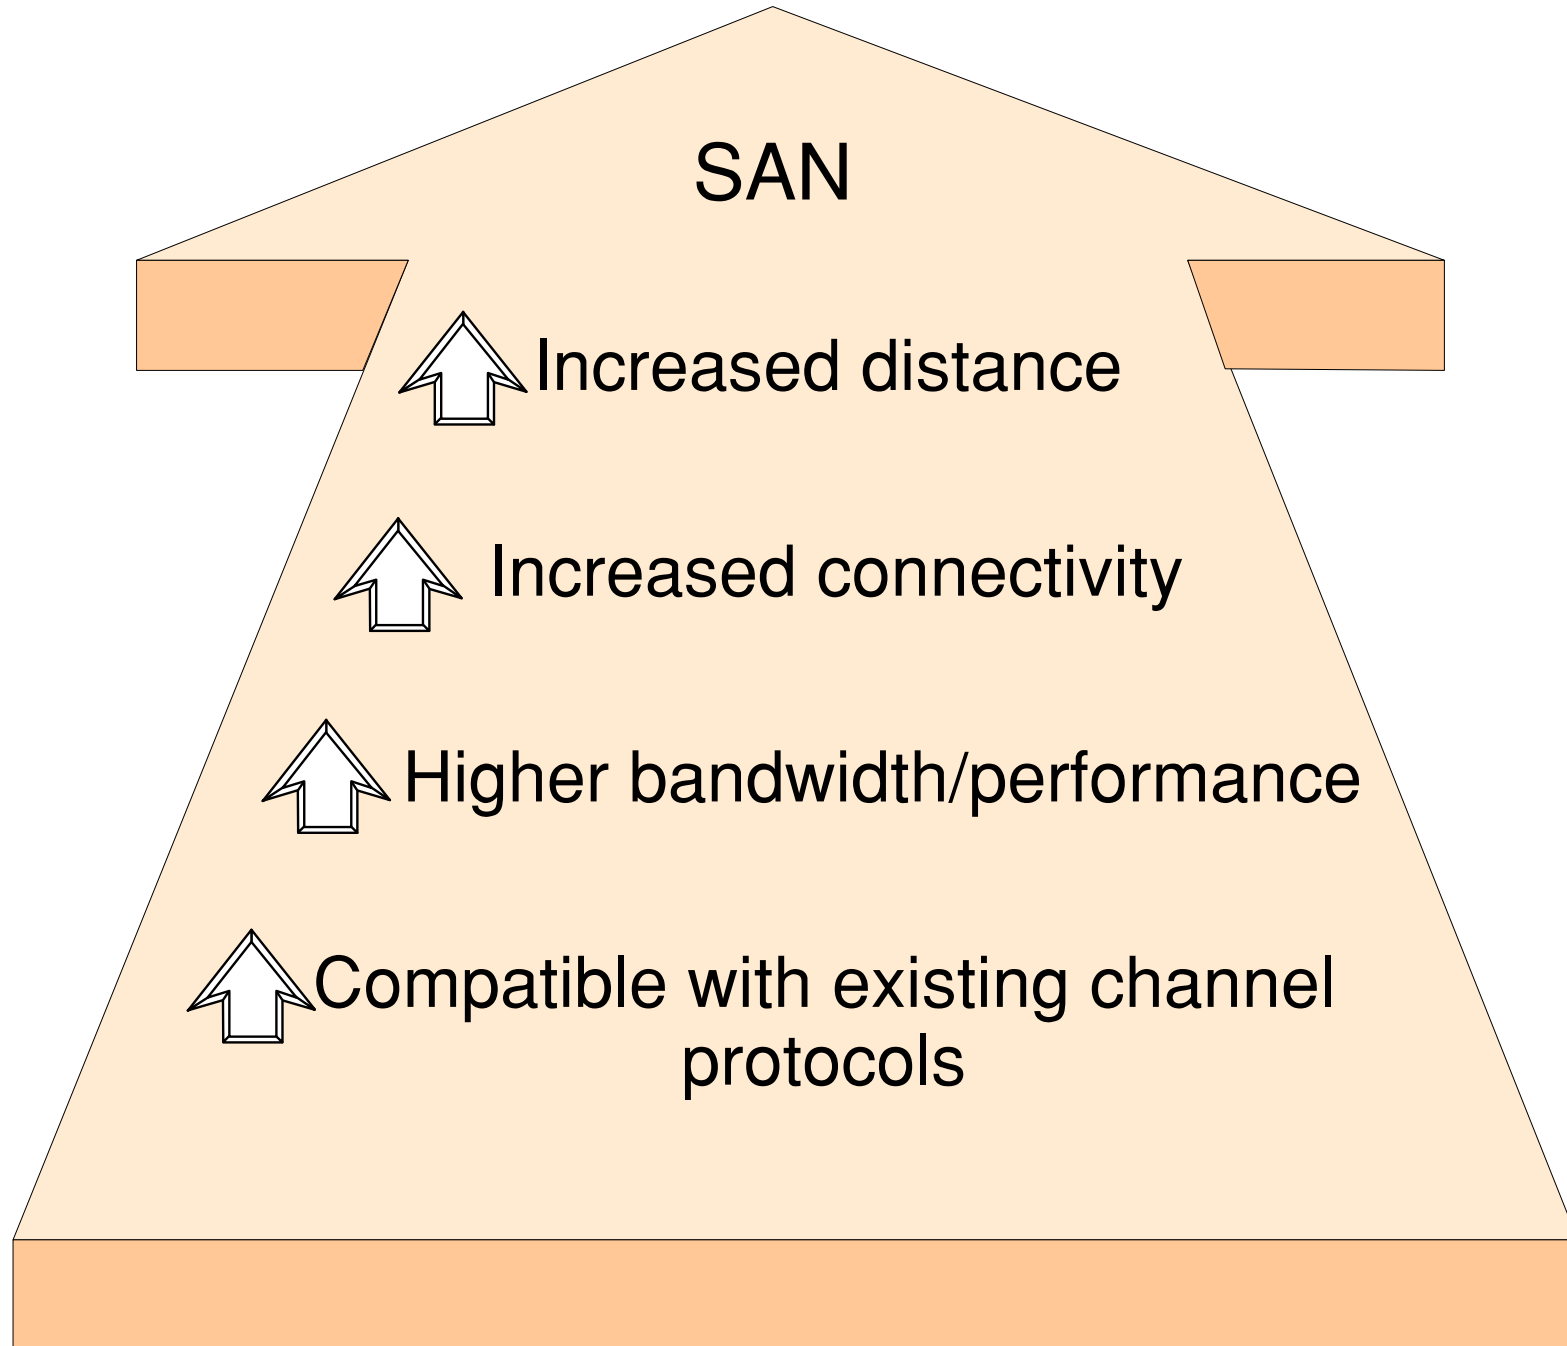 SAN
Increased distance
Increased connectivity
Higher bandwidth/performance
Compatible with existing channel
protocols